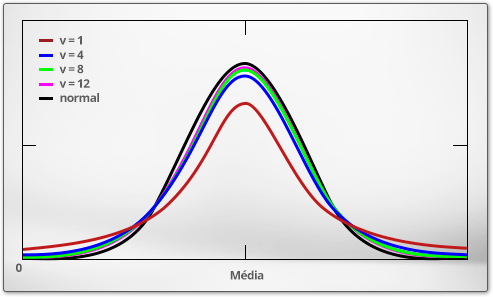 v = 1
v = 4
v = 8
v = 12
normal
0
Média